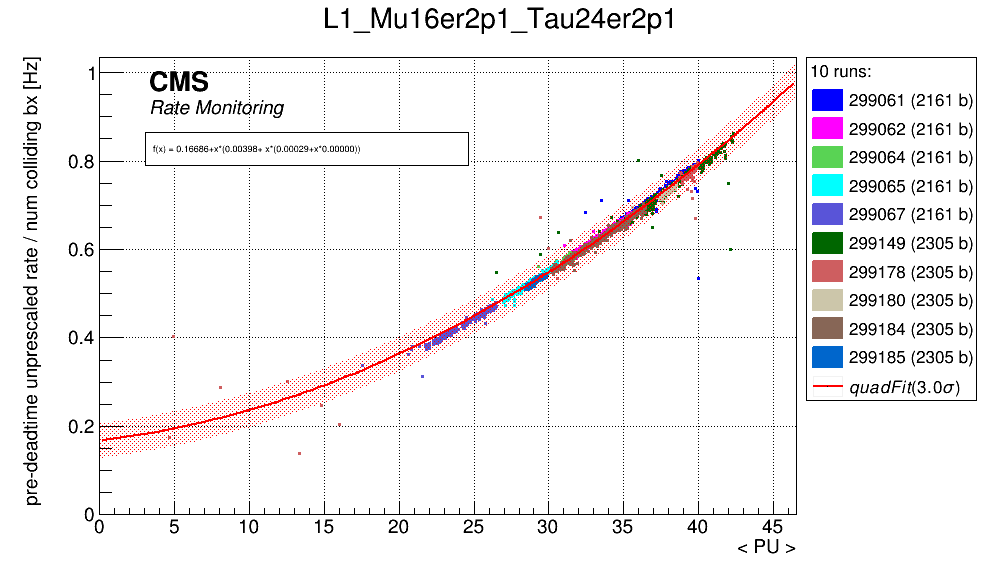 L1_Mu16er2p1_Tau24er2p1
pre-deadtime unprescaled rate / num colliding bx [Hz]
CMS
Rate Monitoring
f(x) = 0.16686+x*(0.00398+ x*(0.00029+x*0.00000))
1
0.8
0.6
0.4
0.2
0
0 5 10 15 20 25 30 35 40 45
< PU >
10 runs:
299061 (2161 b)
299062 (2161 b)
299064 (2161 b)
299065 (2161 b)
299067 (2161 b)
299149 (2305 b)
299178 (2305 b)
299180 (2305 b)
299184 (2305 b)
299185 (2305 b)
quadFit(3.0σ)